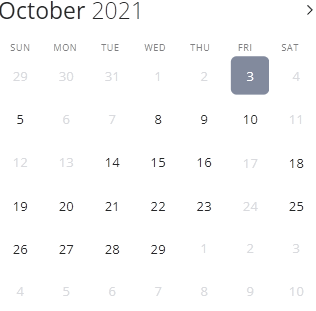 October 2021
SUN MON TUE WED THU FRI SAT
29 30 31 1 2 3 4
5 6 7 8 9 10 11
12 13 14 15 16 17 18
19 20 21 22 23 24 25
26 27 28 29 1 2 3
4 5 6 7 8 9 10